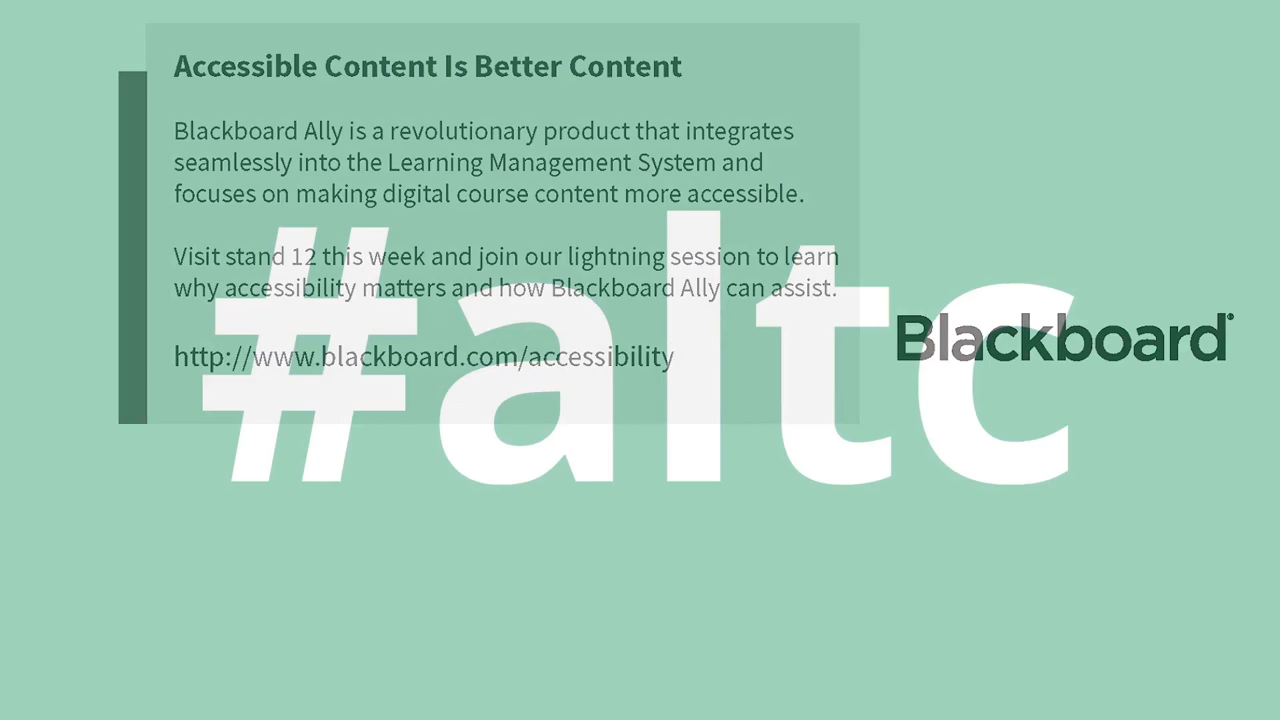 Accessible Content Is Better Content
Blackboard Ally is a revolutionary product that integrates
seamlessly into the Learning Management System and
focuses on making digital course content more accessible.
Visit stand 12 this week and join our lightning session to learn
why accessibility matters and how Blackboard Ally can assist.
http://www.blackboard.com/accessibility
#altc
Blackboard®